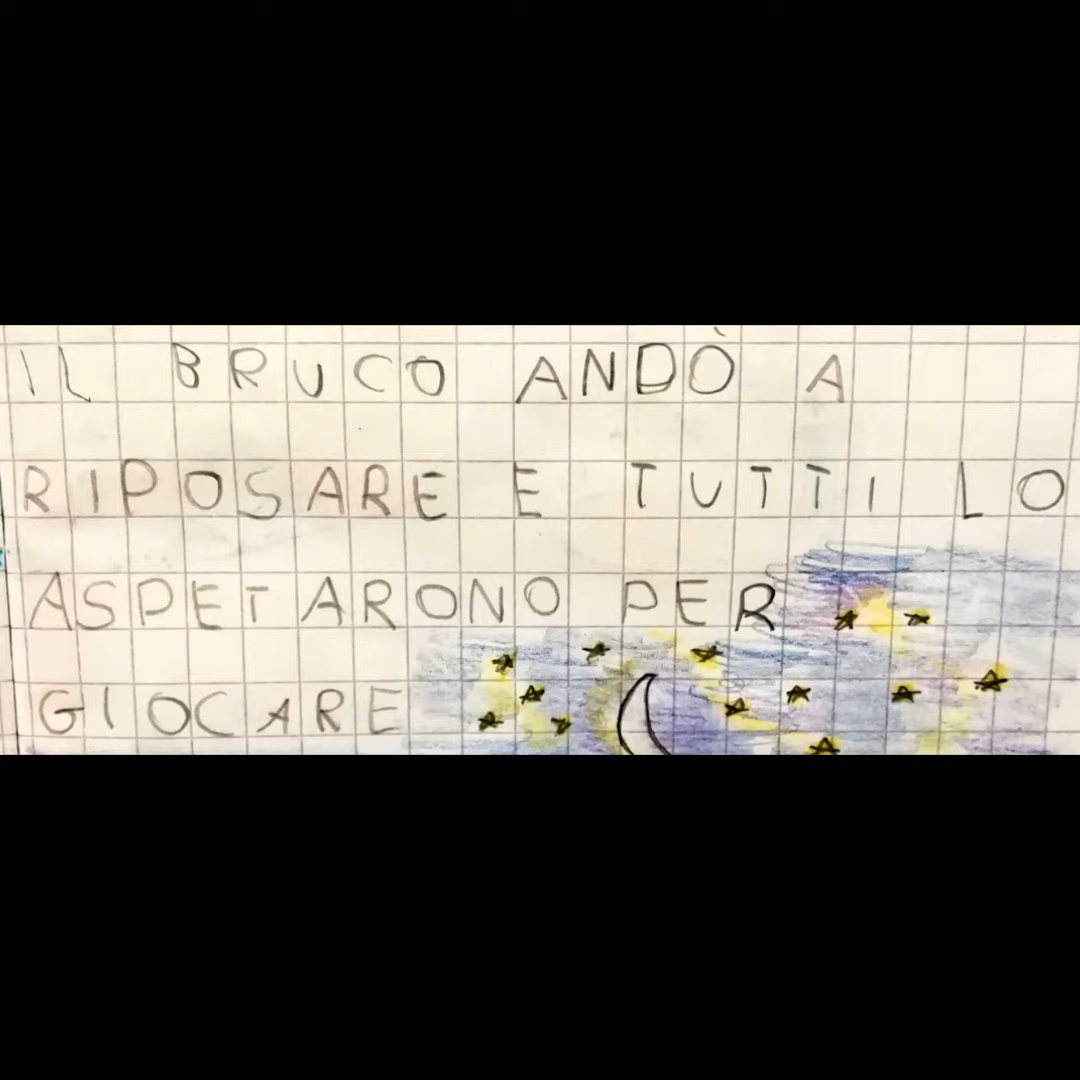 IL BRUCO ANDÒ A
RIPOSARE E TUTTI LO
ASPETARONO PER
GIOCARE